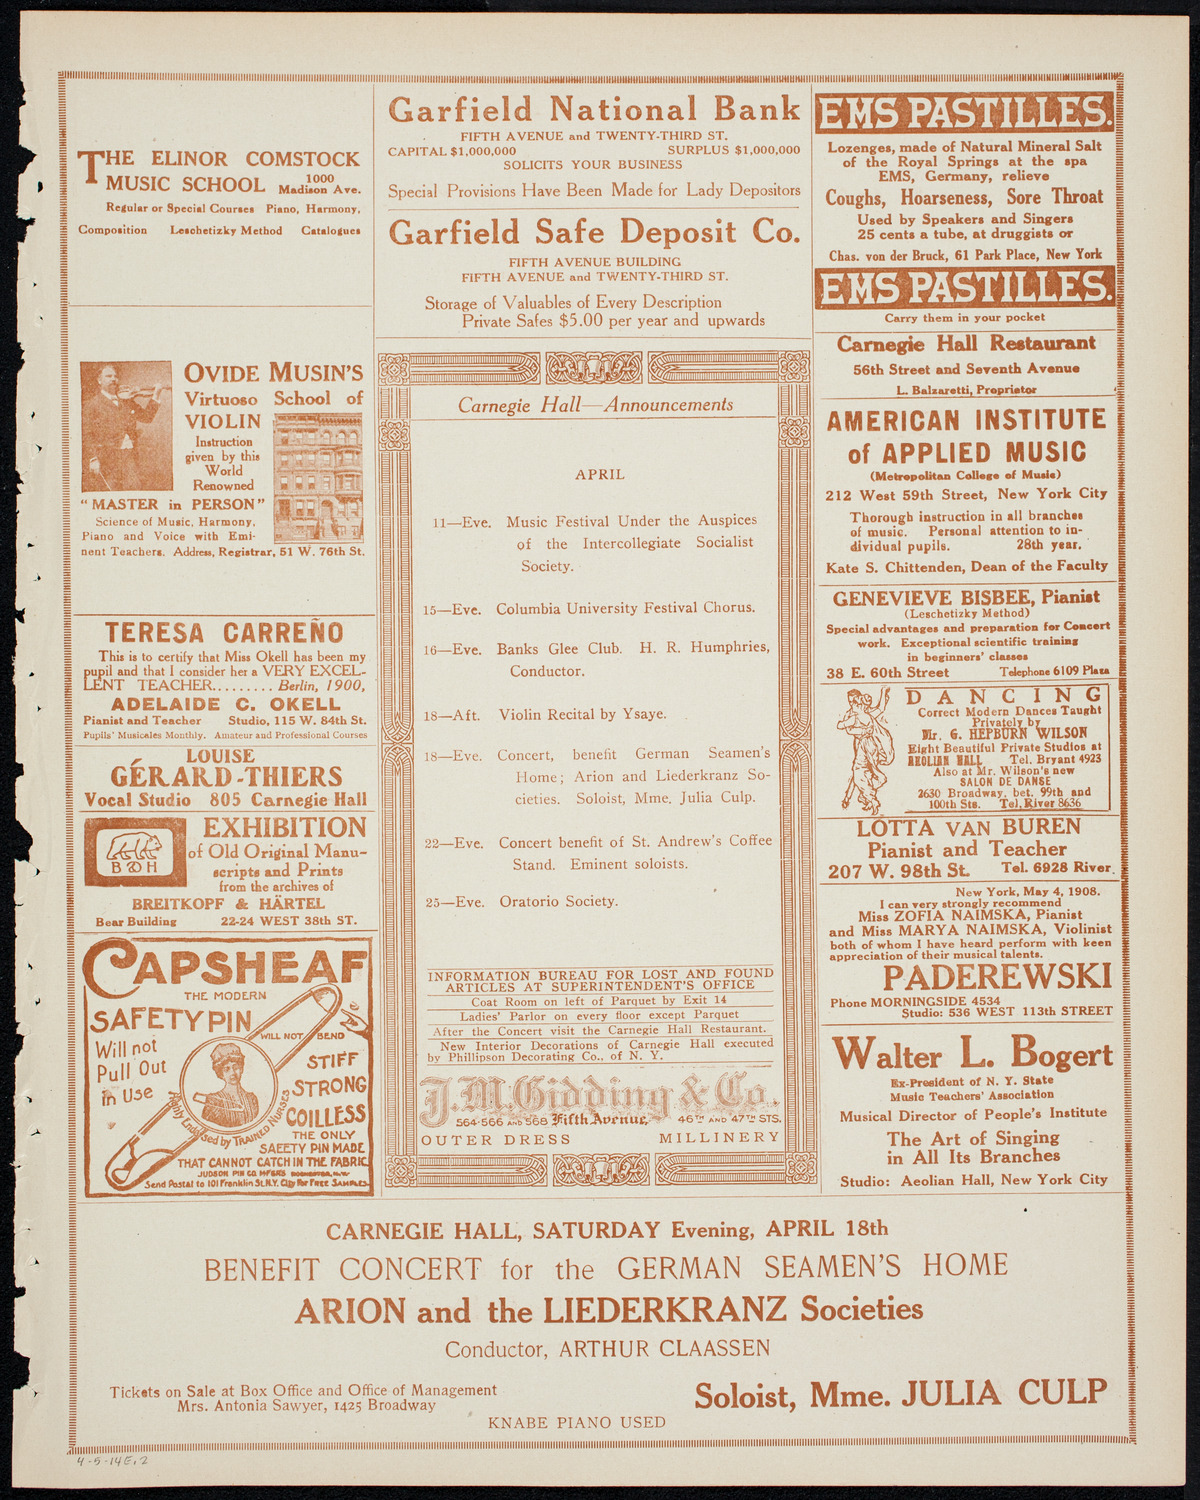 THE ELINOR COMSTOCK
MUSIC SCHOOL 1000 Madison Ave.
Regular or Special Courses Piano, Harmony,
Composition Leschetizky Method Catalogues
OVIDE MUSIN'S
Virtuoso School of
VIOLIN
Instruction
given by this
World
Renowned
"MASTER in PERSON"
Science of Music, Harmony,
Piano and Voice with Emi-
nent Teachers. Address, Registrar, 51 W. 76th St.
TERESA CARREÑO
This is to certify that Miss Okell has been my
pupil and that I consider her a VERY EXCEL-
LENT TEACHER......... Berlin, 1900,
ADELAIDE C. OKELL
Pianist and Teacher Studio, 115 W. 84th St.
Pupils' Musicales Monthly. Amateur and Professional Courses
LOUISE
GÉRARD-THIERS
Vocal Studio 805 Carnegie Hall
B & H
EXHIBITION
of Old Original Manu-
scripts and Prints
from the archives of
BREITKOPF & HÄRTEL
Bear Building 22-24 WEST 38th ST.
CAPSHEAF
THE MODERN
SAFETY PIN
WILL NOT BEND
Will not
Pull Out
in Use
STIFF
STRONG
COILLESS
Highly Endorsed by TRAINED NURSES
THE ONLY
SAFETY PIN MADE
THAT CANNOT CATCH IN THE FABRIC
JUDSON PIN CO. MFGRS. ROCHESTER, N.Y.
Send Postal to 101 Franklin St. N.Y. City For FREE SAMPLES
Garfield National Bank
FIFTH AVENUE and TWENTY-THIRD ST.
CAPITAL $1,000,000 SURPLUS $1,000,000
SOLICITS YOUR BUSINESS
Special Provisions Have Been Made for Lady Depositors
Garfield Safe Deposit Co.
FIFTH AVENUE BUILDING
FIFTH AVENUE and TWENTY-THIRD ST.
Storage of Valuables of Every Description
Private Safes $5.00 per year and upwards
Carnegie Hall—Announcements
APRIL
11—Eve. Music Festival Under the Auspices
of the Intercollegiate Socialist
Society.
15—Eve. Columbia University Festival Chorus.
16—Eve. Banks Glee Club. H. R. Humphries,
Conductor.
18—Aft. Violin Recital by Ysaye.
18—Eve. Concert, benefit German Seamen's
Home; Arion and Liederkranz So-
cieties. Soloist, Mme. Julia Culp.
22—Eve. Concert benefit of St. Andrew's Coffee
Stand. Eminent soloists.
25—Eve. Oratorio Society.
INFORMATION BUREAU FOR LOST AND FOUND
ARTICLES AT SUPERINTENDENT'S OFFICE
Coat Room on left of Parquet by Exit 14
Ladies' Parlor on every floor except Parquet
After the Concert visit the Carnegie Hall Restaurant.
New Interior Decorations of Carnegie Hall executed
by Phillipson Decorating Co., of N. Y.
J. M. Gidding & Co.
564-566 AND 568 Fifth Avenue, 46TH AND 47TH STS.
OUTER DRESS MILLINERY
EMS PASTILLES.
Lozenges, made of Natural Mineral Salt
of the Royal Springs at the spa
EMS, Germany, relieve
Coughs, Hoarseness, Sore Throat
Used by Speakers and Singers
25 cents a tube, at druggists or
Chas. von der Bruck, 61 Park Place, New York
EMS PASTILLES.
Carry them in your pocket
Carnegie Hall Restaurant
56th Street and Seventh Avenue
L. Balzaretti, Proprietor
AMERICAN INSTITUTE
of APPLIED MUSIC
(Metropolitan College of Music)
212 West 59th Street, New York City
Thorough instruction in all branches
of music. Personal attention to in-
dividual pupils. 28th year.
Kate S. Chittenden, Dean of the Faculty
GENEVIEVE BISBEE, Pianist
(Leschetizky Method)
Special advantages and preparation for Concert
work. Exceptional scientific training
in beginners' classes
38 E. 60th Street Telephone 6109 Plaza
DANCING
Correct Modern Dances Taught
Privately by
Mr. G. HEPBURN WILSON
Eight Beautiful Private Studios at
AEOLIAN HALL Tel. Bryant 4923
Also at Mr. Wilson's new
SALON DE DANSE
2630 Broadway, bet. 99th and
100th Sts. Tel. River 8636
LOTTA VAN BUREN
Pianist and Teacher
207 W. 98th St. Tel. 6928 River.
New York, May 4, 1908.
I can very strongly recommend
Miss ZOFIA NAIMSKA, Pianist
and Miss MARYA NAIMSKA, Violinist
both of whom I have heard perform with keen
appreciation of their musical talents.
PADEREWSKI
Phone MORNINGSIDE 4534
Studio: 536 WEST 113th STREET
Walter L. Bogert
Ex-President of N. Y. State
Music Teachers' Association
Musical Director of People's Institute
The Art of Singing
in All Its Branches
Studio: Aeolian Hall, New York City
CARNEGIE HALL, SATURDAY Evening, APRIL 18th
BENEFIT CONCERT for the GERMAN SEAMEN'S HOME
ARION and the LIEDERKRANZ Societies
Conductor, ARTHUR CLAASSEN
Tickets on Sale at Box Office and Office of Management
Mrs. Antonia Sawyer, 1425 Broadway
Soloist, Mme. JULIA CULP
KNABE PIANO USED
4-5-14E.2